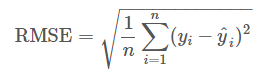 RMSE = √(1/n ∑_{i=1}^{n} (y_i − ŷ_i)²)